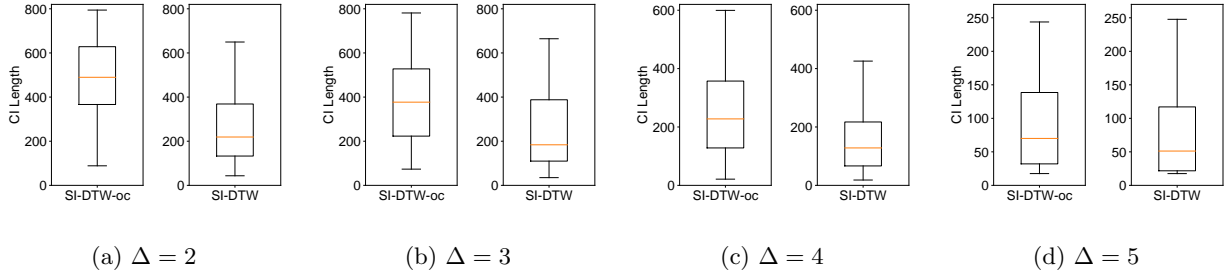 CI Length
800
600
400
200
0
SI-DTW-oc
800
600
400
200
0
SI-DTW
(a) Δ = 2
CI Length
800
600
400
200
0
SI-DTW-oc
800
600
400
200
0
SI-DTW
(b) Δ = 3
CI Length
600
400
200
0
SI-DTW-oc
600
400
200
0
SI-DTW
(c) Δ = 4
CI Length
250
200
150
100
50
0
SI-DTW-oc
250
200
150
100
50
0
SI-DTW
(d) Δ = 5